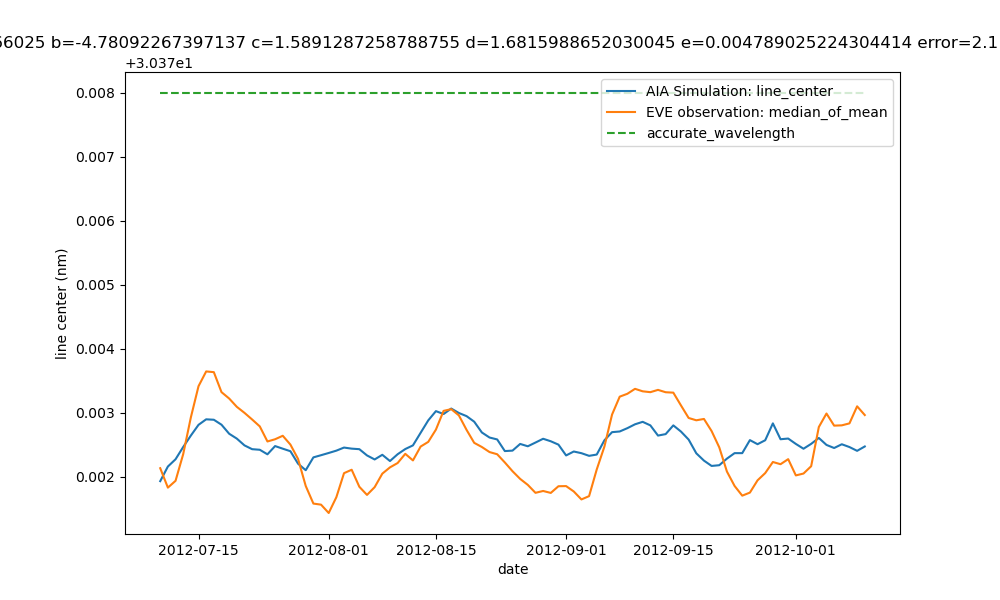 56025 b=-4.78092267397137 c=1.5891287258788755 d=1.6815988652030045 e=0.004789025224304414 error=2.1
+3.037e1
0.008
0.007
0.006
0.005
0.004
0.003
0.002
line center (nm)
AIA Simulation: line_center
EVE observation: median_of_mean
accurate_wavelength
2012-07-15
2012-08-01
2012-08-15
2012-09-01
2012-09-15
2012-10-01
date